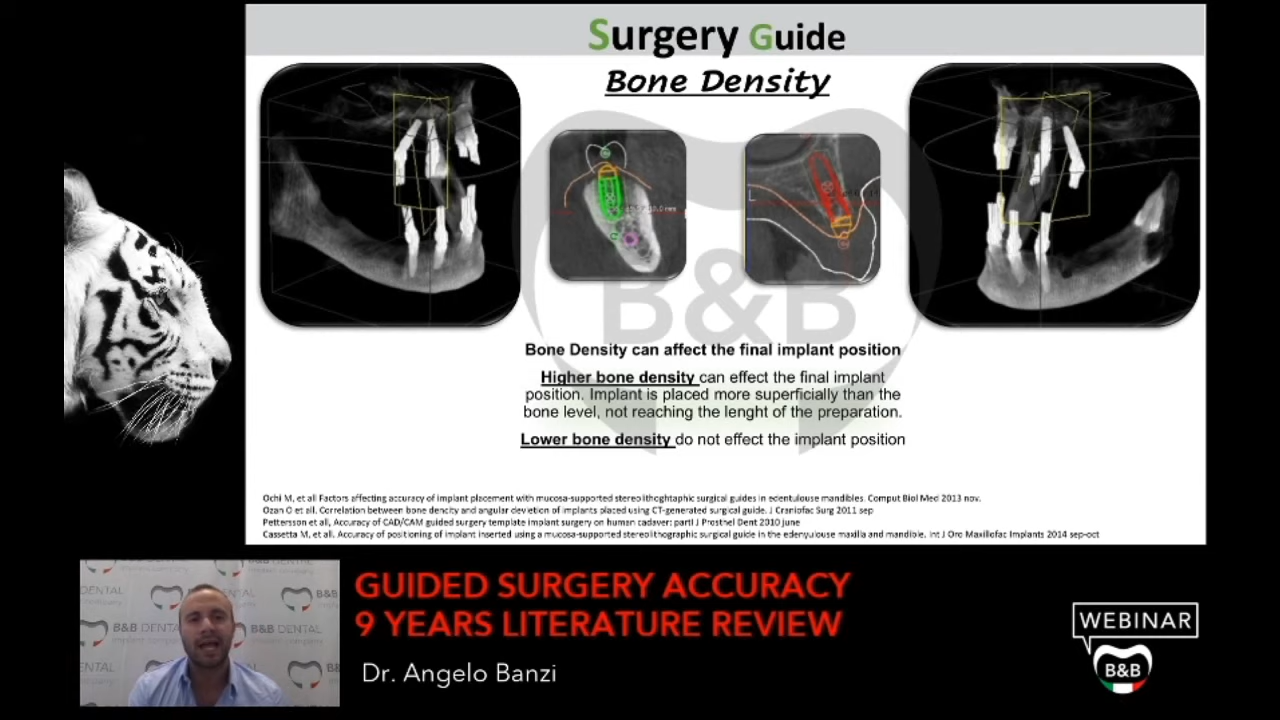 Surgery Guide
Bone Density
B&B
Bone Density can affect the final implant position
Higher bone density can effect the final implant
position. Implant is placed more superficially than the
bone level, not reaching the lenght of the preparation.
Lower bone density do not effect the implant position
Ochi M, et all Factors affecting accuracy of implant placement with mucosa-supported stereolithoghtaphic surgical guides in edentulouse mandibles. Comput Biol Med 2013 nov.
Ozan O et all. Correlation between bone dencity and angular devietion of implants placed using CT-generated surgical guide. J Craniofac Surg 2011 sep
Pettersson et all, Accuracy of CAD/CAM guided surgery template implant surgery on human cadaver: partI J Prosthel Dent 2010 june
Cassetta M, et all. Accuracy of positioning of implant inserted using a mucosa-supported stereolithographic surgical guide in the edenyulouse maxilla and mandible. Int J Oro Maxillofac Implants 2014 sep-oct
DENTAL
B&B
B&B DENTAL
B&B DENTAL
GUIDED SURGERY ACCURACY
9 YEARS LITERATURE REVIEW
Dr. Angelo Banzi
WEBINAR
B&B